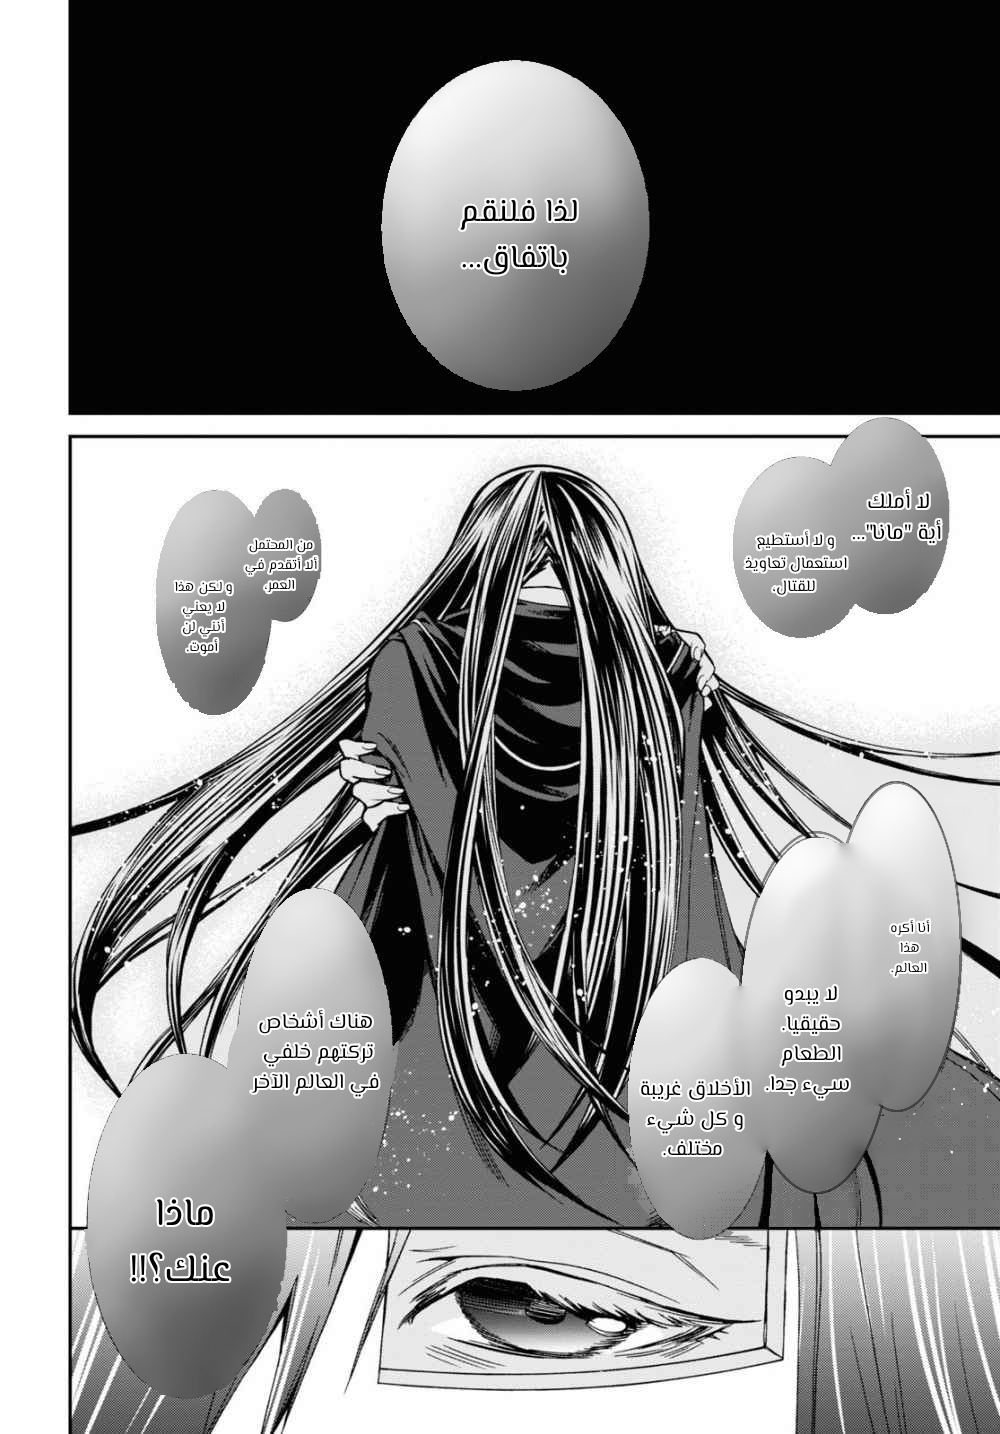 لذا فلنقم
باتفاق...
لا أملك
أية "مانا"...
و لا أستطيع
استعمال تعاويذ
للقتال.
من المحتمل
ألا أتقدم في
العمر.
و لكن هذا
لا يعني
أنني لن
أموت.
أنا أكره
هذا
العالم.
لا يبدو
حقيقيا.
الطعام
سيء جدا.
الأخلاق غريبة
و كل شيء
مختلف.
هناك أشخاص
تركتهم خلفي
في العالم الآخر
ماذا
عنك؟!!